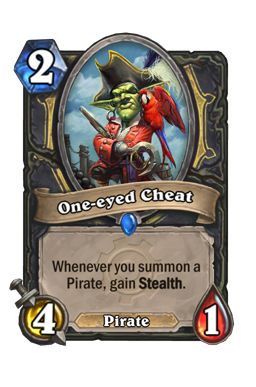 2
One-eyed Cheat
Whenever you summon a
Pirate, gain Stealth.
4
Pirate
1